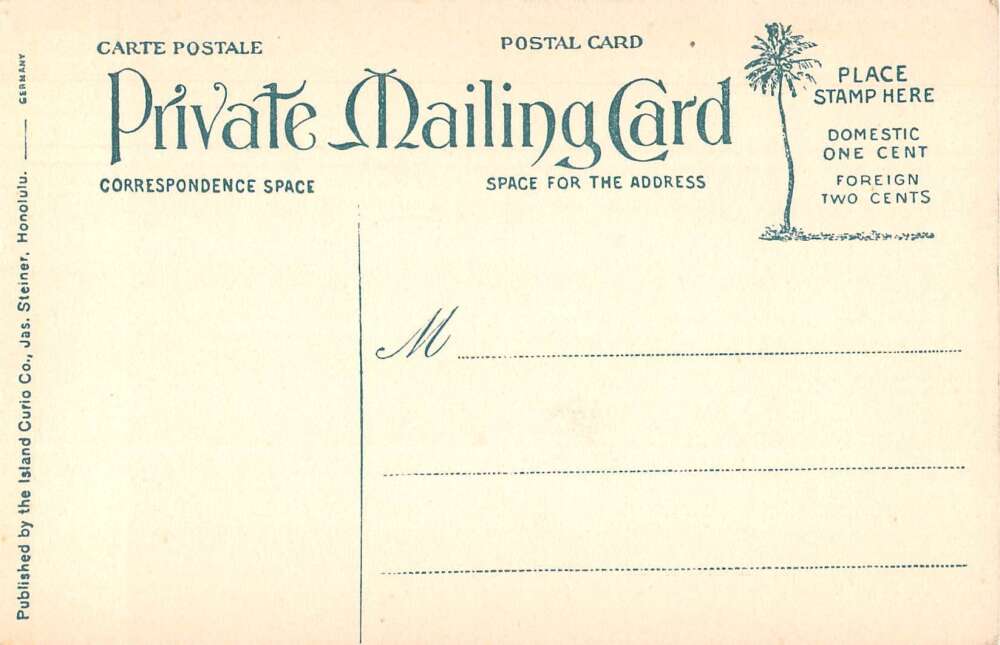 CARTE POSTALE
POSTAL CARD
Private Mailing Card
CORRESPONDENCE SPACE
SPACE FOR THE ADDRESS
PLACE
STAMP HERE
DOMESTIC
ONE CENT
FOREIGN
TWO CENTS
M
Published by the Island Curio Co., Jas. Steiner, Honolulu. —— GERMANY